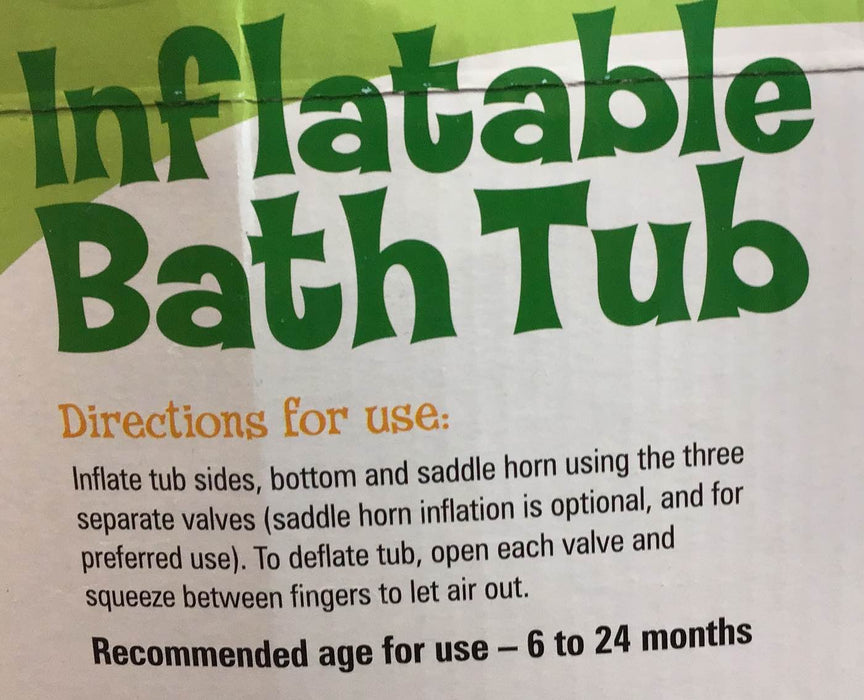 Inflatable
Bath Tub
Directions for use:
Inflate tub sides, bottom and saddle horn using the three
separate valves (saddle horn inflation is optional, and for
preferred use). To deflate tub, open each valve and
squeeze between fingers to let air out.
Recommended age for use – 6 to 24 months